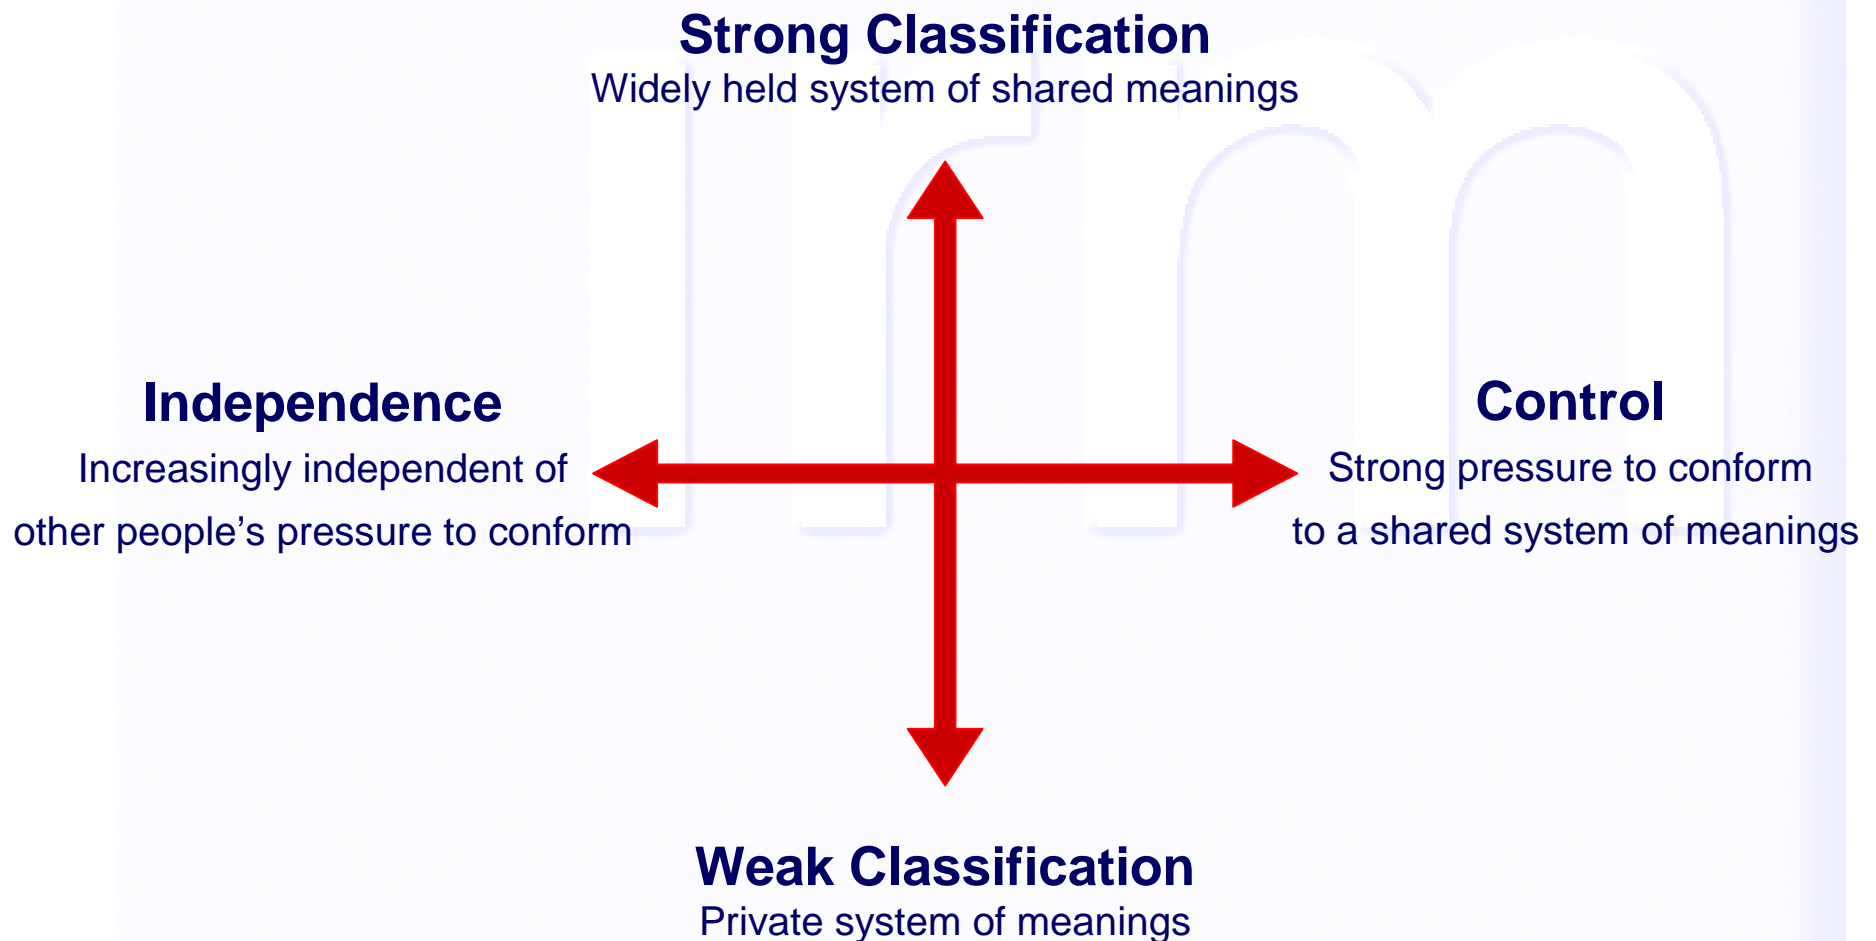 Strong Classification
Widely held system of shared meanings
Independence
Increasingly independent of
other people’s pressure to conform
Control
Strong pressure to conform
to a shared system of meanings
Weak Classification
Private system of meanings
irm